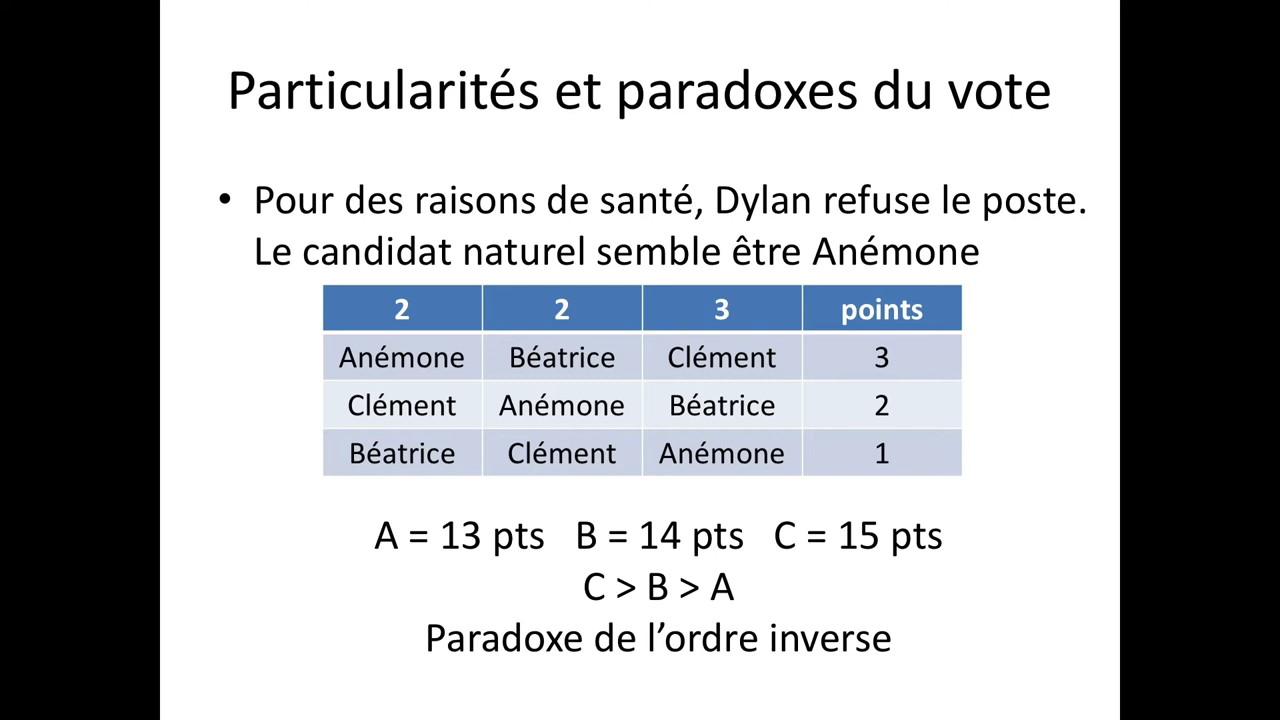 Particularités et paradoxes du vote
• Pour des raisons de santé, Dylan refuse le poste.
Le candidat naturel semble être Anémone
2 2 3 points
Anémone Béatrice Clément 3
Clément Anémone Béatrice 2
Béatrice Clément Anémone 1
A = 13 pts B = 14 pts C = 15 pts
C > B > A
Paradoxe de l’ordre inverse